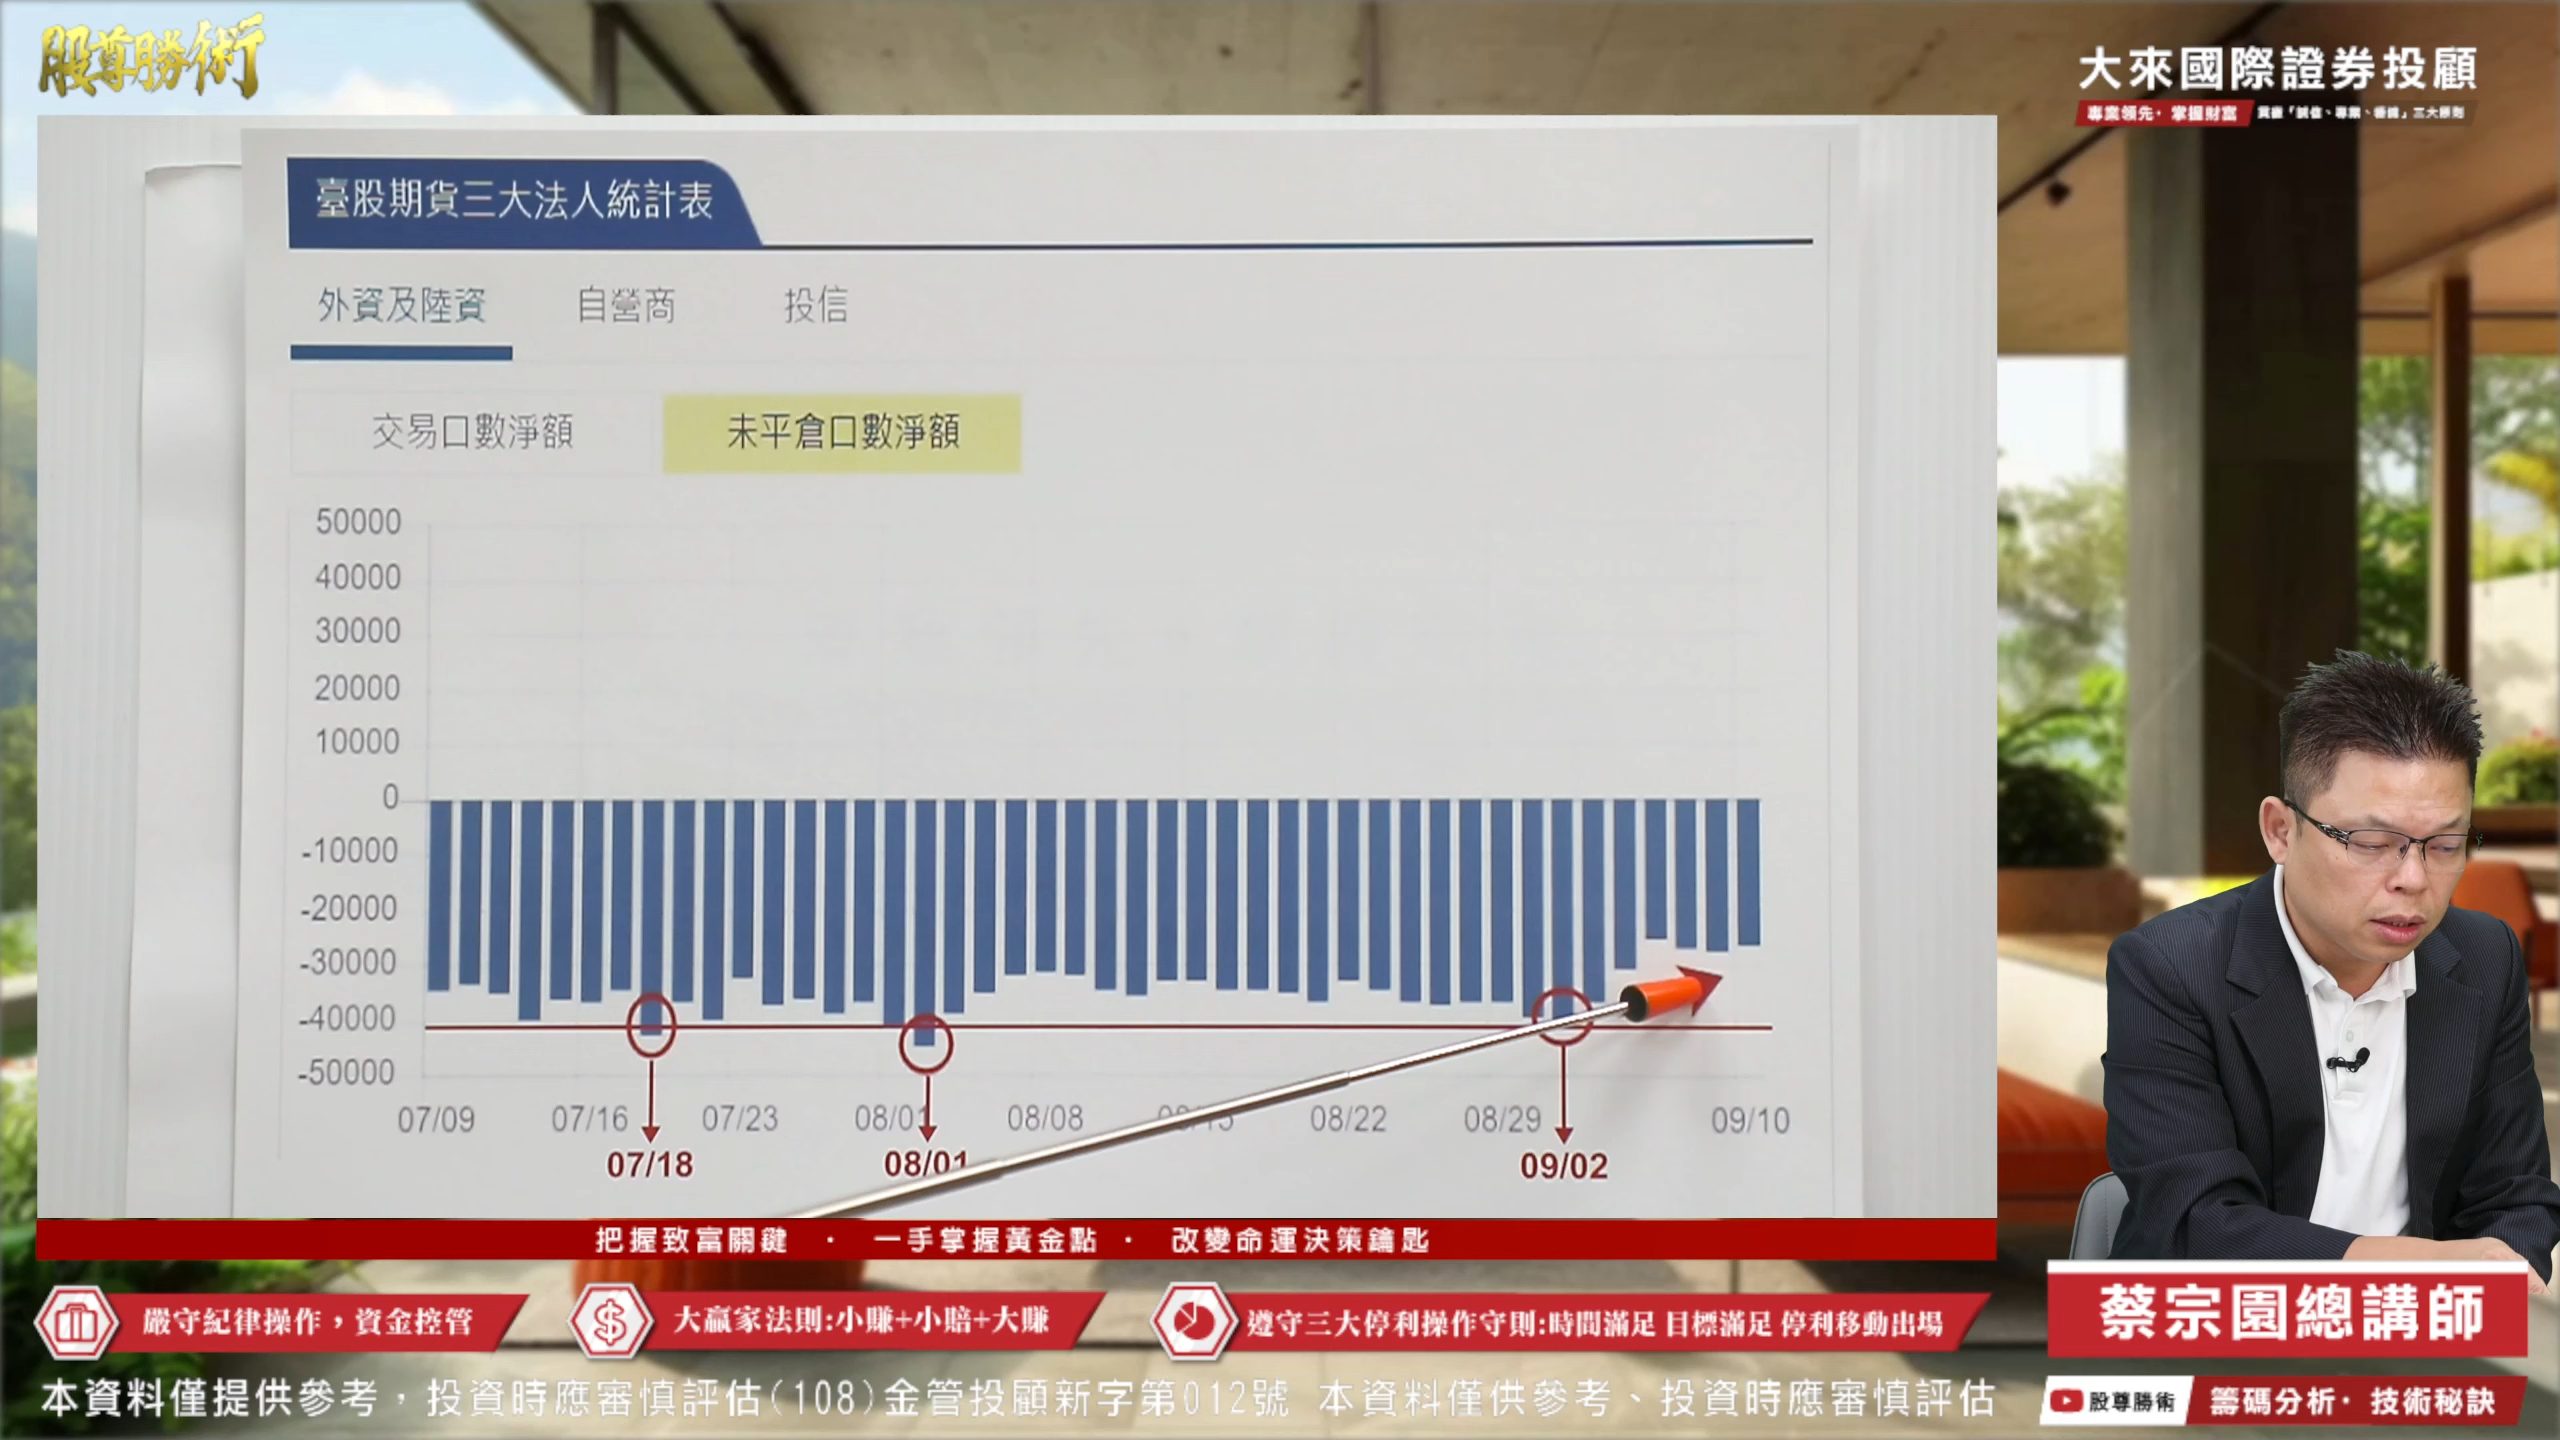 股尊勝術
大來國際證券投顧
專業領先・掌握財富
臺股期貨三大法人統計表
外資及陸資 自營商 投信
交易口數淨額 未平倉口數淨額
50000
40000
30000
20000
10000
0
-10000
-20000
-30000
-40000
-50000
07/09 07/16 07/23 08/01 08/08 08/22 08/29 09/10
07/18 08/01 09/02
把握致富關鍵 · 一手掌握黃金點 · 改變命運決策鑰匙
嚴守紀律操作，資金控管
大贏家法則:小賺+小賠+大賺
遵守三大停利操作守則:時間滿足 目標滿足 停利移動出場
蔡宗園總講師
股尊勝術
籌碼分析・技術秘訣
本資料僅提供參考，投資時應審慎評估(108)金管投顧新字第012號 本資料僅供參考、投資時應審慎評估